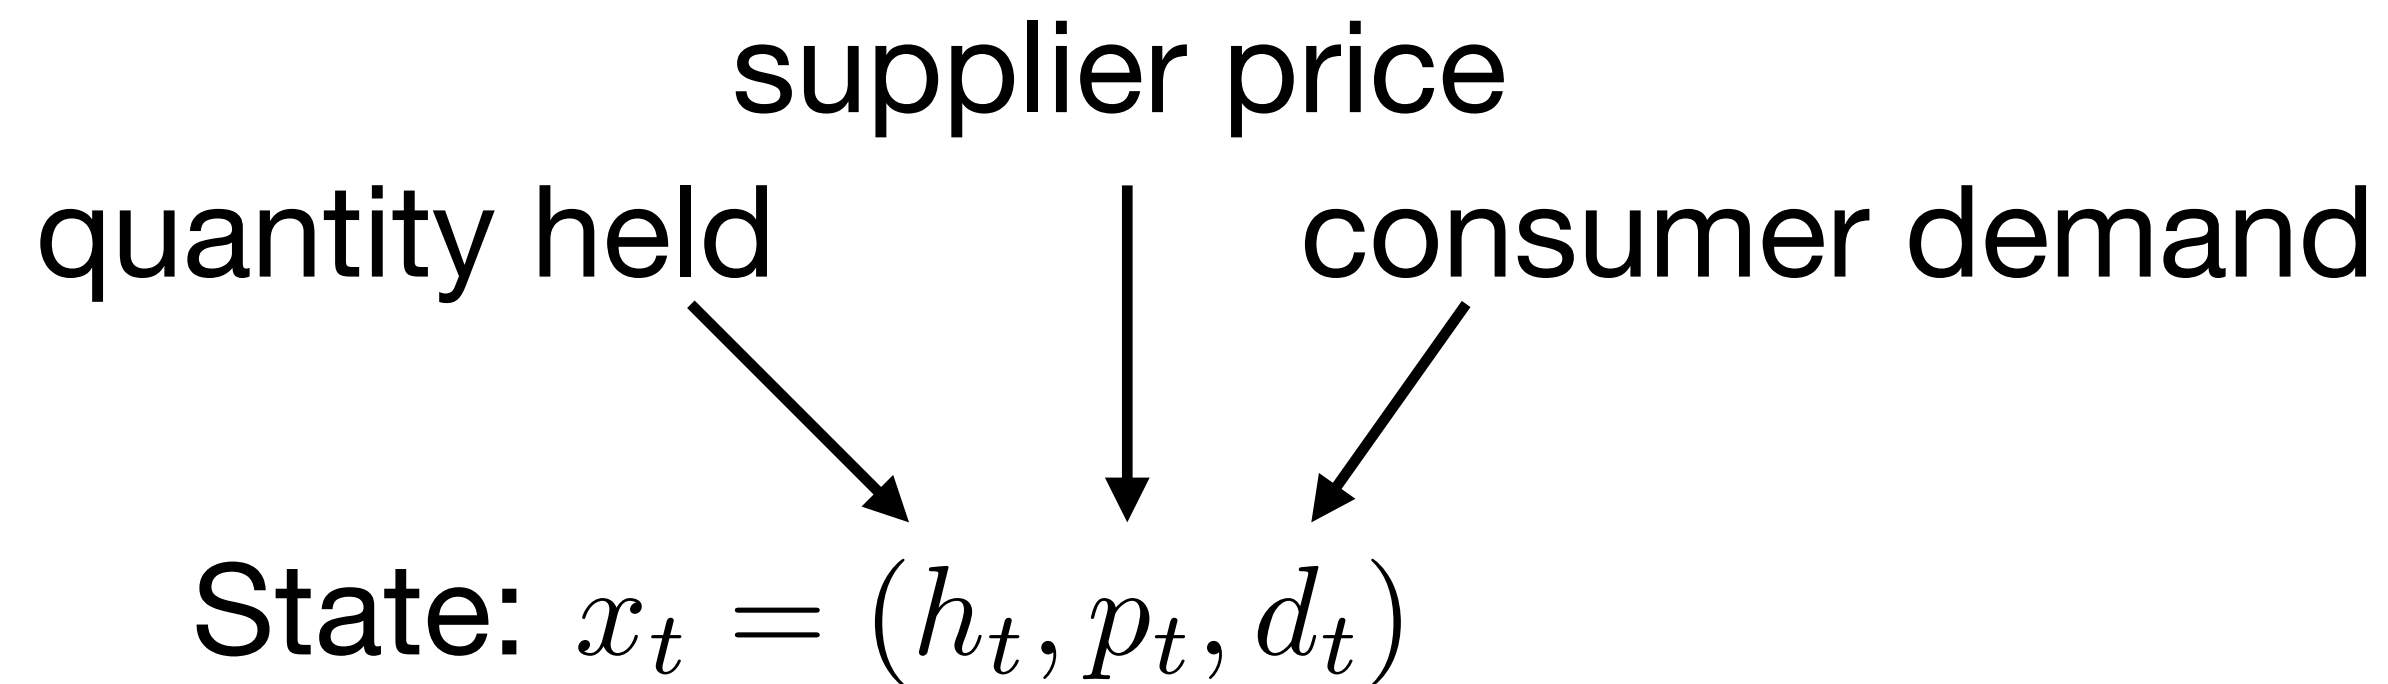 supplier price
quantity held
consumer demand
State: x_t = (h_t, p_t, d_t)